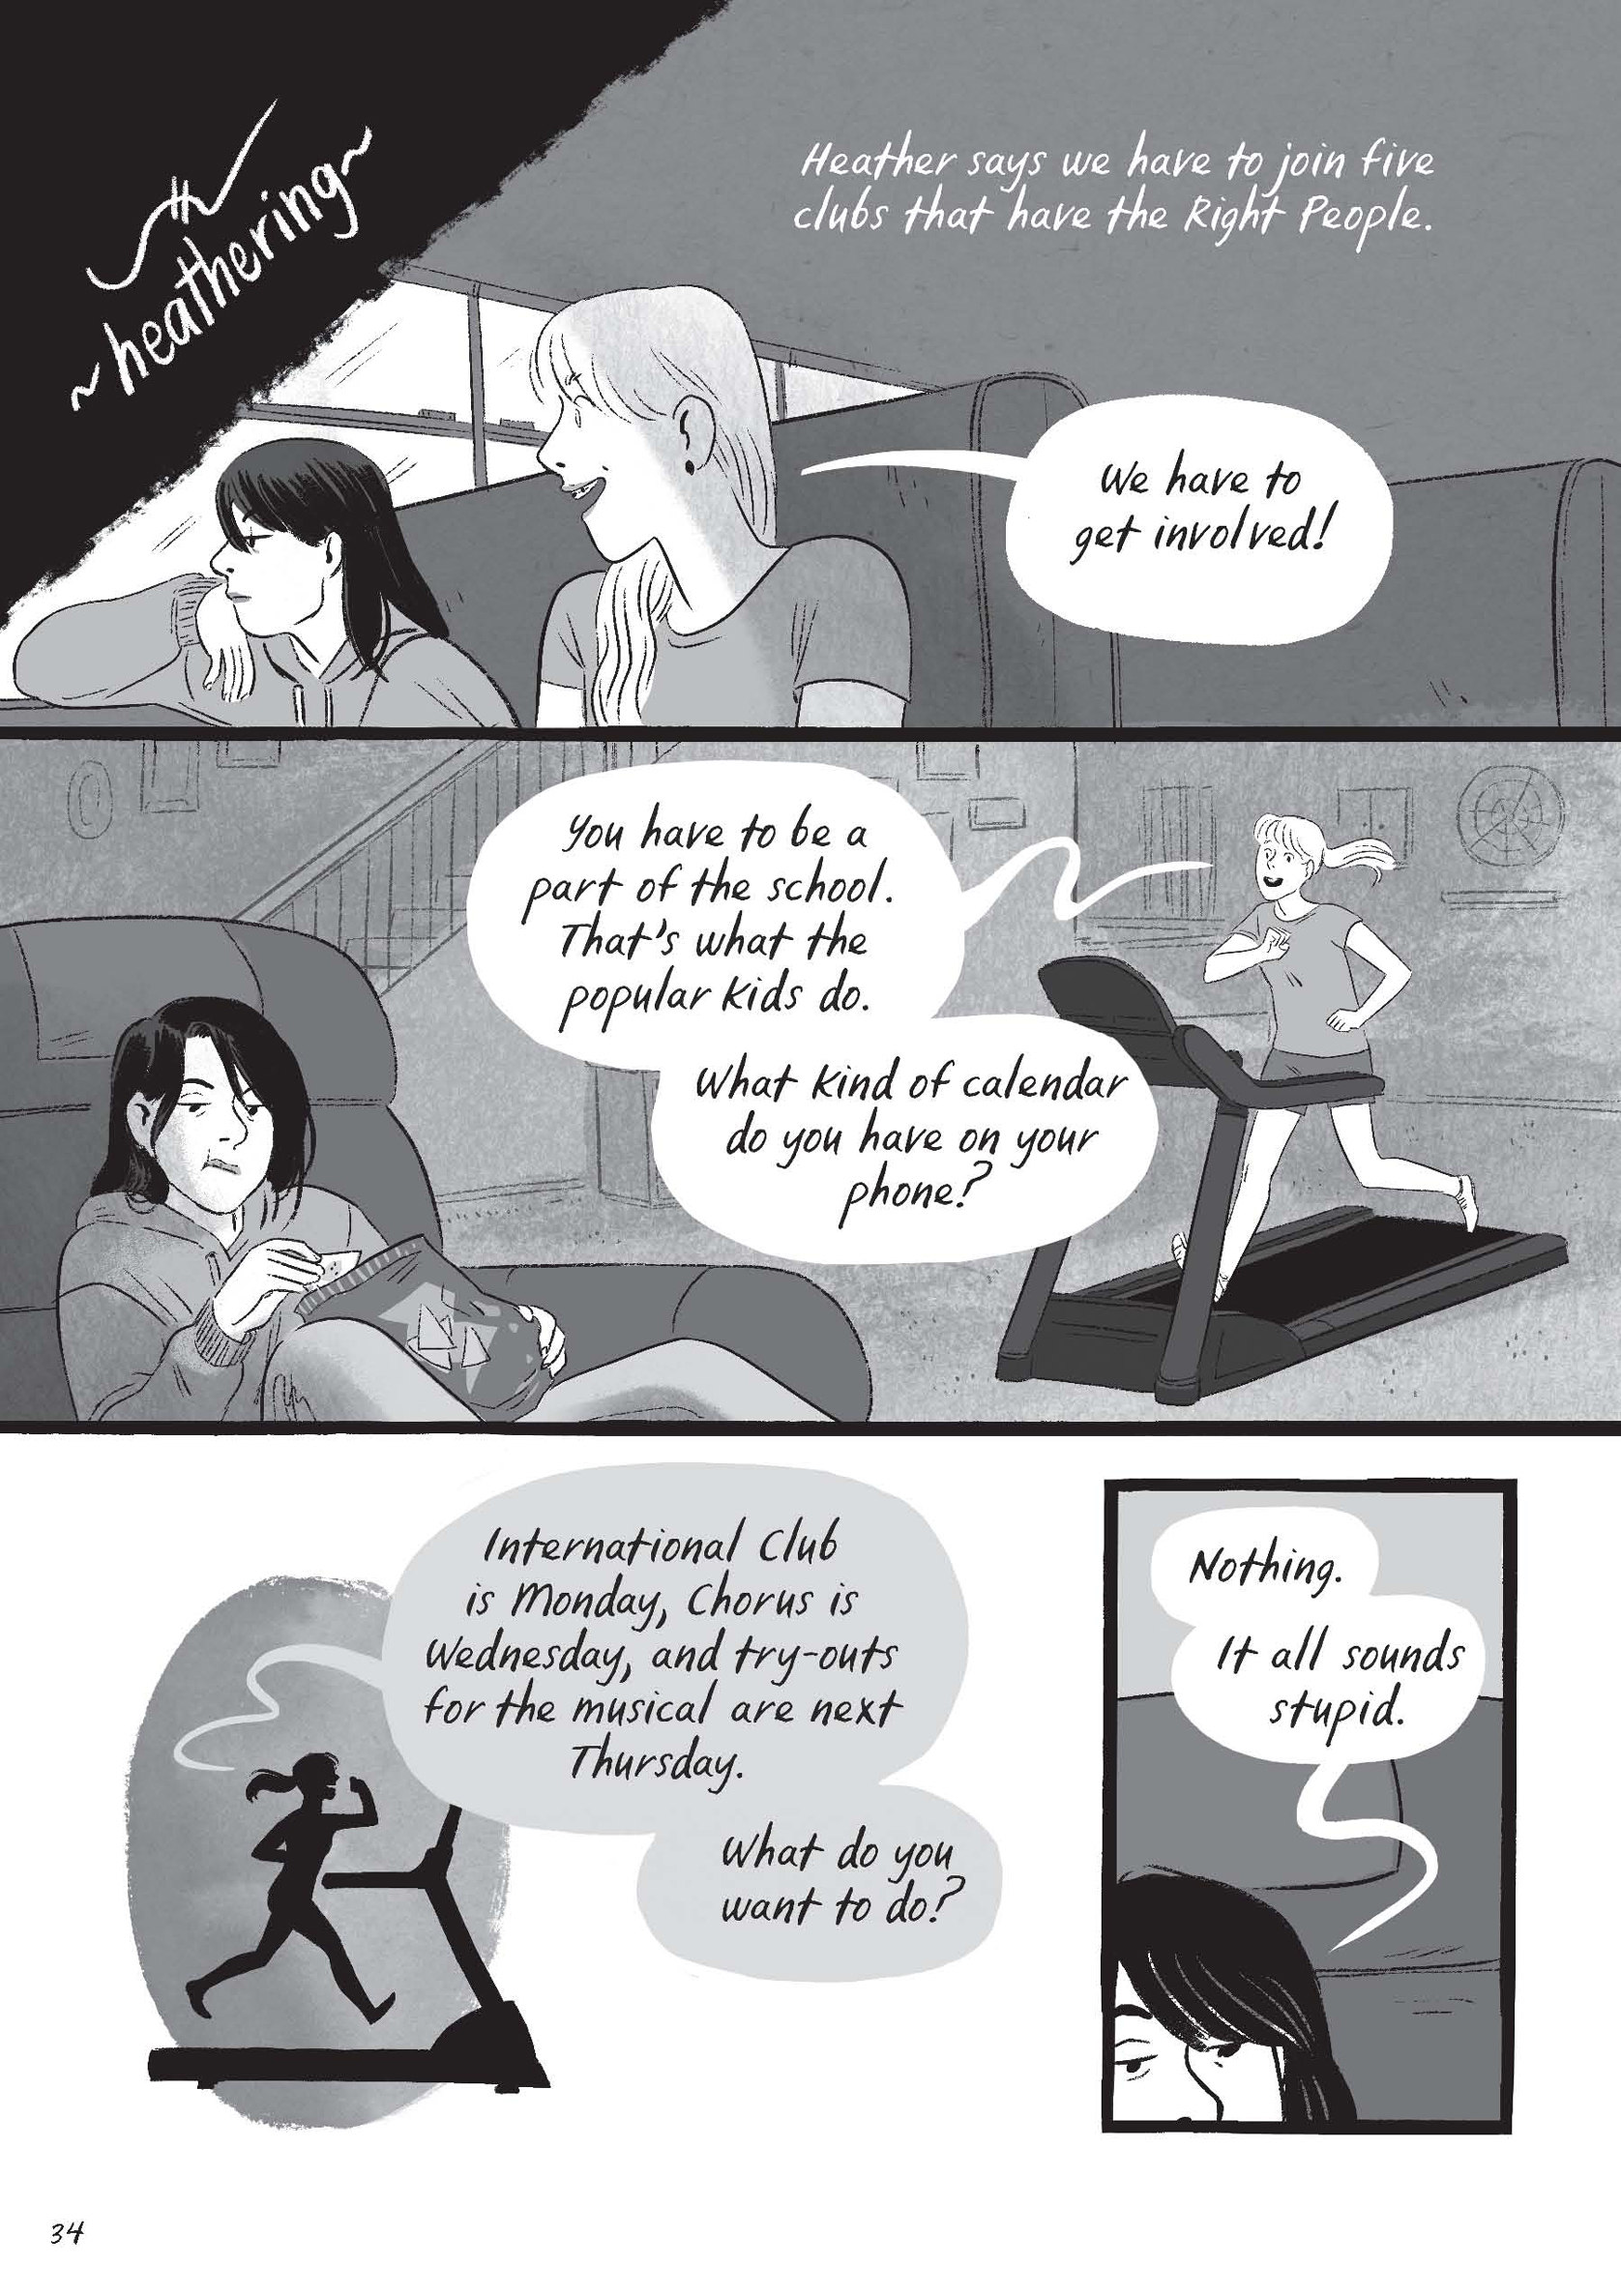 ~heathering~
Heather says we have to join five
clubs that have the Right People.
We have to
get involved!
You have to be a
part of the school.
That's what the
popular kids do.
What kind of calendar
do you have on your
phone?
International Club
is Monday, Chorus is
Wednesday, and try-outs
for the musical are next
Thursday.
What do you
want to do?
Nothing.
It all sounds
stupid.
34